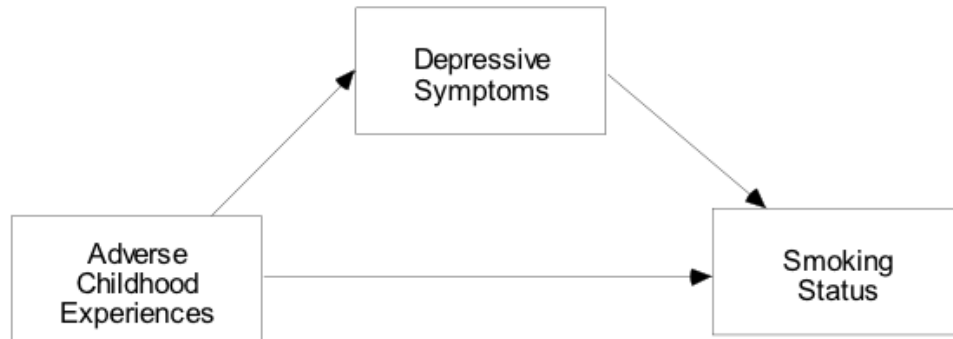 Depressive
Symptoms
Adverse
Childhood
Experiences
Smoking
Status